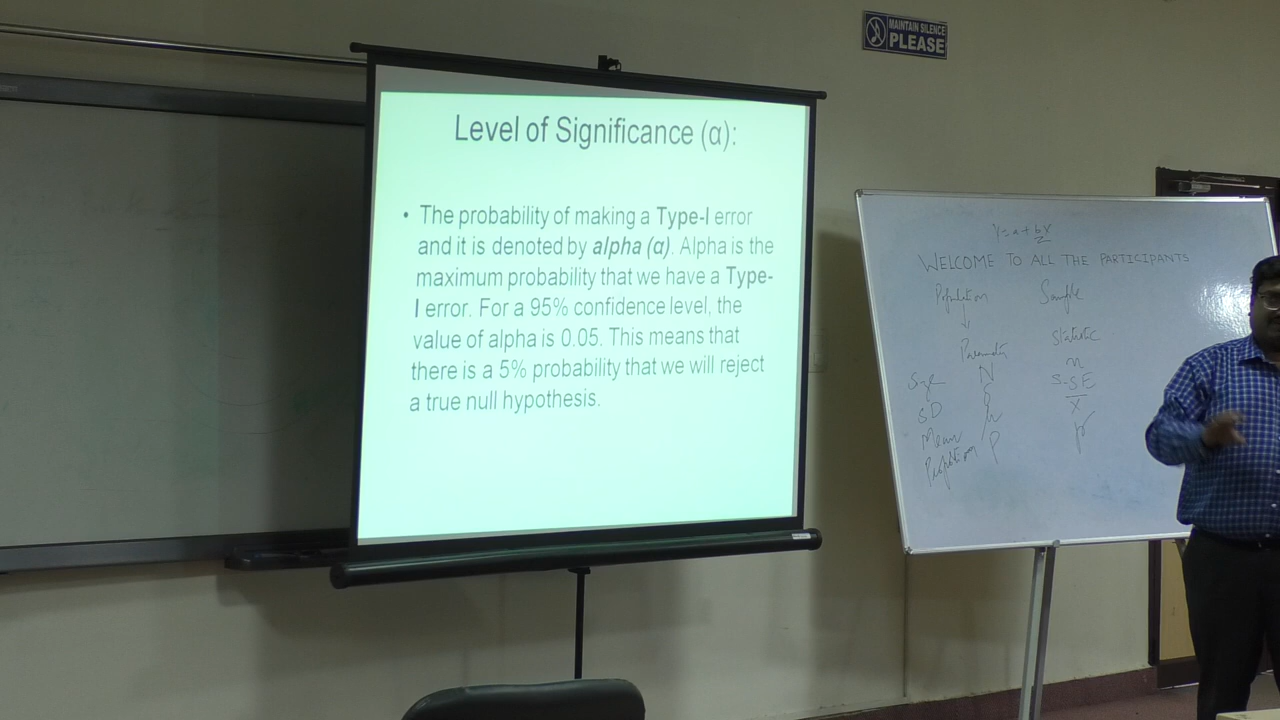 MAINTAIN SILENCE
PLEASE
Level of Significance (α):
• The probability of making a Type-I error
and it is denoted by alpha (α). Alpha is the
maximum probability that we have a Type-
I error. For a 95% confidence level, the
value of alpha is 0.05. This means that
there is a 5% probability that we will reject
a true null hypothesis.
Y=a+bX
WELCOME TO ALL THE PARTICIPANTS
Population Sample
Statistic
N n
SD
Mean
P p